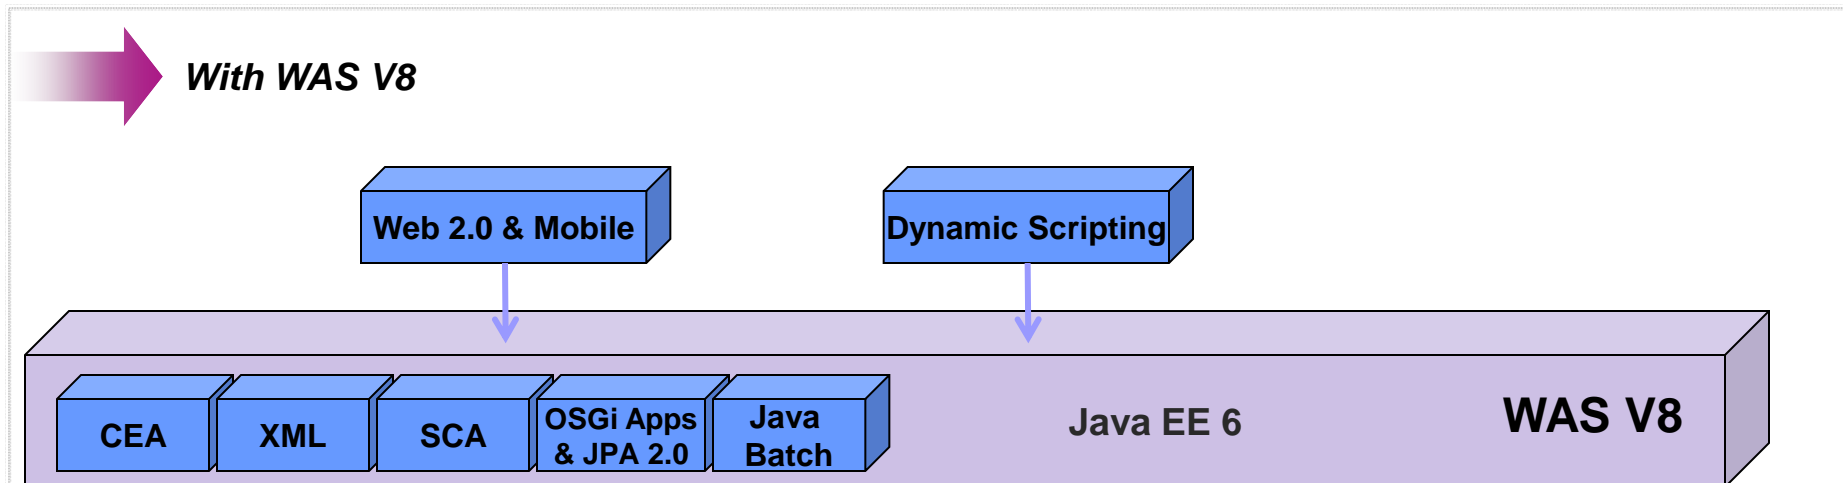 With WAS V8
Web 2.0 & Mobile
Dynamic Scripting
CEA
XML
SCA
OSGi Apps
& JPA 2.0
Java
Batch
Java EE 6
WAS V8